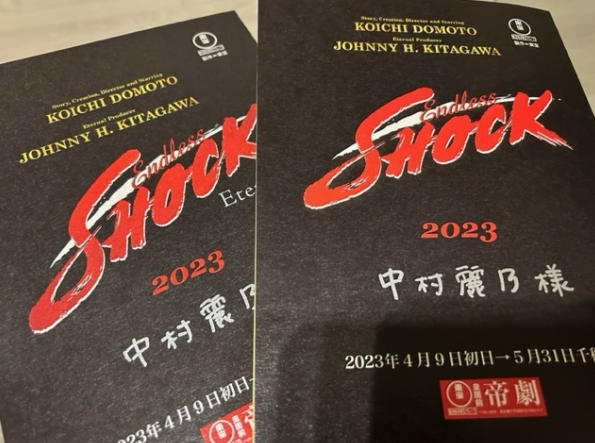 Story, Creation, Director and Starring
KOICHI DOMOTO
Eternal Producer
JOHNNY H. KITAGAWA
Endless
SHOCK
Ete
2023
中村麗乃
2023年4月9日初日
帝劇
Story, Creation, Director and Starring
KOICHI DOMOTO
Eternal Producer
JOHNNY H. KITAGAWA
Endless
SHOCK
2023
中村麗乃様
2023年4月9日初日→5月31日千
帝劇